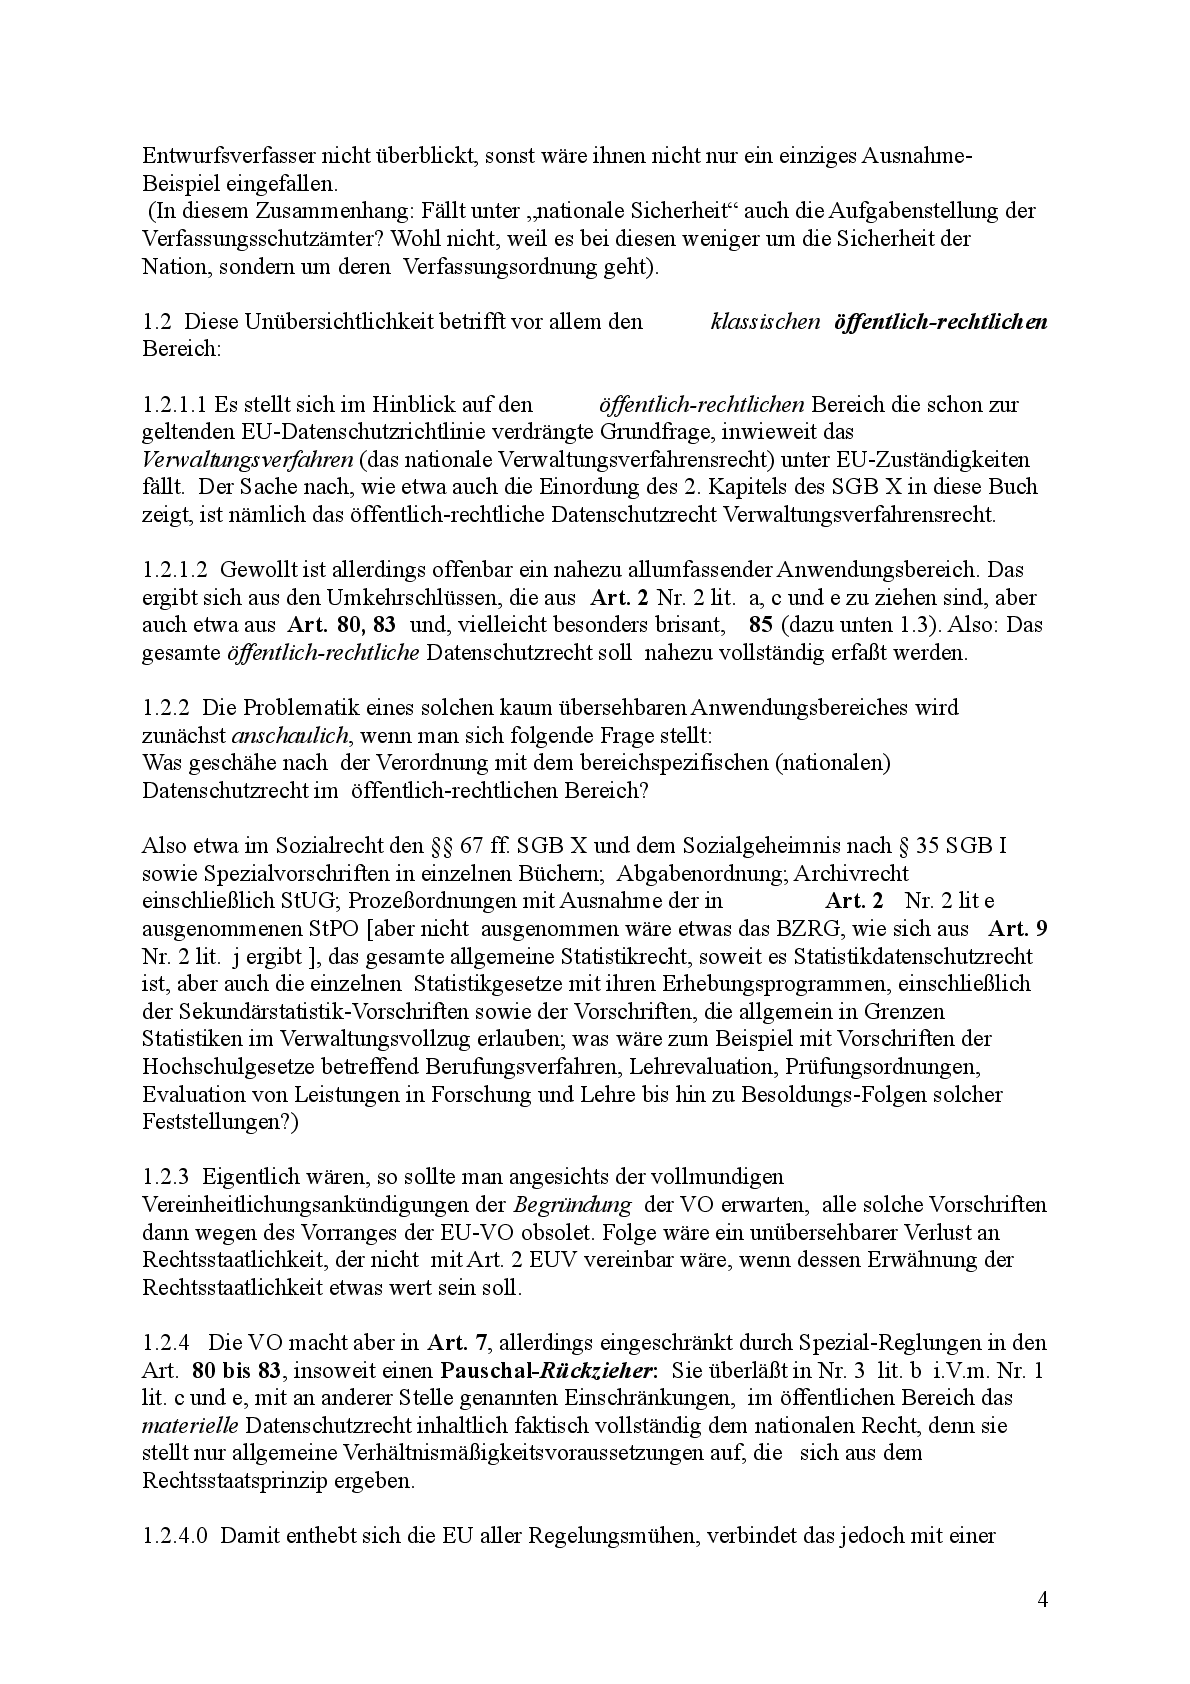 Entwurfsverfasser nicht überblickt, sonst wäre ihnen nicht nur ein einziges Ausnahme-
Beispiel eingefallen.
(In diesem Zusammenhang: Fällt unter „nationale Sicherheit“ auch die Aufgabenstellung der
Verfassungsschutzämter? Wohl nicht, weil es bei diesen weniger um die Sicherheit der
Nation, sondern um deren Verfassungsordnung geht).
1.2 Diese Unübersichtlichkeit betrifft vor allem den klassischen öffentlich-rechtlichen
Bereich:
1.2.1.1 Es stellt sich im Hinblick auf den öffentlich-rechtlichen Bereich die schon zur
geltenden EU-Datenschutzrichtlinie verdrängte Grundfrage, inwieweit das
Verwaltungsverfahren (das nationale Verwaltungsverfahrensrecht) unter EU-Zuständigkeiten
fällt. Der Sache nach, wie etwa auch die Einordung des 2. Kapitels des SGB X in diese Buch
zeigt, ist nämlich das öffentlich-rechtliche Datenschutzrecht Verwaltungsverfahrensrecht.
1.2.1.2 Gewollt ist allerdings offenbar ein nahezu allumfassender Anwendungsbereich. Das
ergibt sich aus den Umkehrschlüssen, die aus Art. 2 Nr. 2 lit. a, c und e zu ziehen sind, aber
auch etwa aus Art. 80, 83 und, vielleicht besonders brisant, 85 (dazu unten 1.3). Also: Das
gesamte öffentlich-rechtliche Datenschutzrecht soll nahezu vollständig erfaßt werden.
1.2.2 Die Problematik eines solchen kaum übersehbaren Anwendungsbereiches wird
zunächst anschaulich, wenn man sich folgende Frage stellt:
Was geschähe nach der Verordnung mit dem bereichspezifischen (nationalen)
Datenschutzrecht im öffentlich-rechtlichen Bereich?
Also etwa im Sozialrecht den §§ 67 ff. SGB X und dem Sozialgeheimnis nach § 35 SGB I
sowie Spezialvorschriften in einzelnen Büchern; Abgabenordnung; Archivrecht
einschließlich StUG; Prozeßordnungen mit Ausnahme der in Art. 2 Nr. 2 lit e
ausgenommenen StPO [aber nicht ausgenommen wäre etwas das BZRG, wie sich aus Art. 9
Nr. 2 lit. j ergibt ], das gesamte allgemeine Statistikrecht, soweit es Statistikdatenschutzrecht
ist, aber auch die einzelnen Statistikgesetze mit ihren Erhebungsprogrammen, einschließlich
der Sekundärstatistik-Vorschriften sowie der Vorschriften, die allgemein in Grenzen
Statistiken im Verwaltungsvollzug erlauben; was wäre zum Beispiel mit Vorschriften der
Hochschulgesetze betreffend Berufungsverfahren, Lehrevaluation, Prüfungsordnungen,
Evaluation von Leistungen in Forschung und Lehre bis hin zu Besoldungs-Folgen solcher
Feststellungen?)
1.2.3 Eigentlich wären, so sollte man angesichts der vollmundigen
Vereinheitlichungsankündigungen der Begründung der VO erwarten, alle solche Vorschriften
dann wegen des Vorranges der EU-VO obsolet. Folge wäre ein unübersehbarer Verlust an
Rechtsstaatlichkeit, der nicht mit Art. 2 EUV vereinbar wäre, wenn dessen Erwähnung der
Rechtsstaatlichkeit etwas wert sein soll.
1.2.4 Die VO macht aber in Art. 7, allerdings eingeschränkt durch Spezial-Reglungen in den
Art. 80 bis 83, insoweit einen Pauschal-Rückzieher: Sie überläßt in Nr. 3 lit. b i.V.m. Nr. 1
lit. c und e, mit an anderer Stelle genannten Einschränkungen, im öffentlichen Bereich das
materielle Datenschutzrecht inhaltlich faktisch vollständig dem nationalen Recht, denn sie
stellt nur allgemeine Verhältnismäßigkeitsvoraussetzungen auf, die sich aus dem
Rechtsstaatsprinzip ergeben.
1.2.4.0 Damit enthebt sich die EU aller Regelungsmühen, verbindet das jedoch mit einer
4